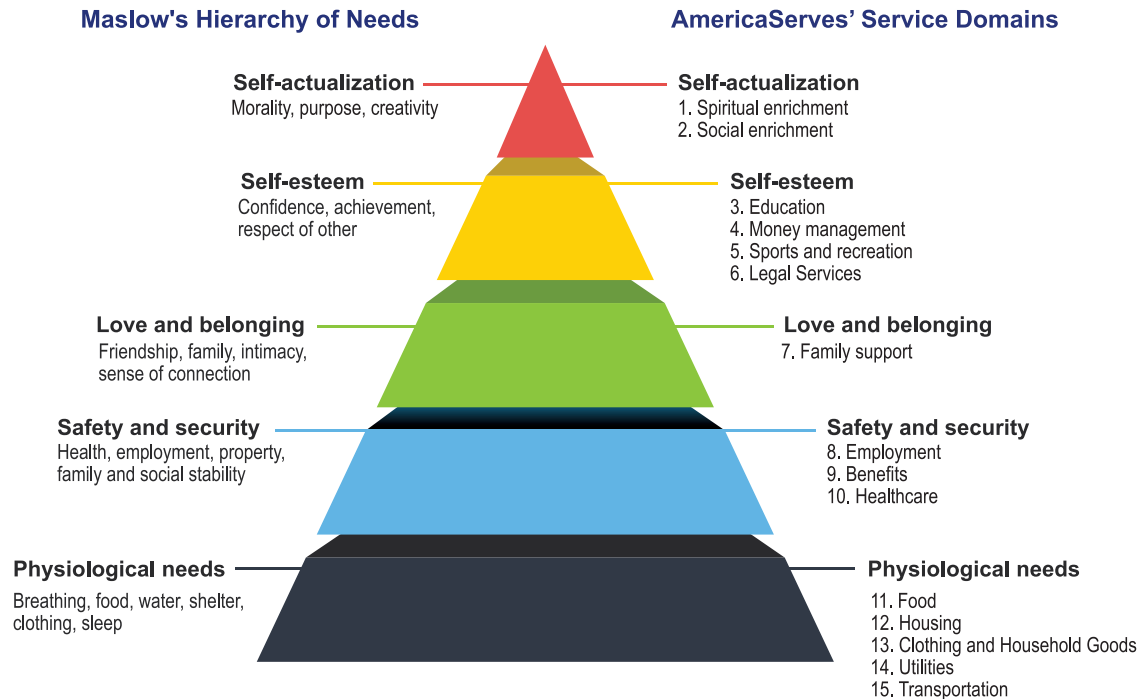 Maslow's Hierarchy of Needs
AmericaServes’ Service Domains
Self-actualization
Morality, purpose, creativity
Self-actualization
1. Spiritual enrichment
2. Social enrichment
Self-esteem
Confidence, achievement,
respect of other
Self-esteem
3. Education
4. Money management
5. Sports and recreation
6. Legal Services
Love and belonging
Friendship, family, intimacy,
sense of connection
Love and belonging
7. Family support
Safety and security
Health, employment, property,
family and social stability
Safety and security
8. Employment
9. Benefits
10. Healthcare
Physiological needs
Breathing, food, water, shelter,
clothing, sleep
Physiological needs
11. Food
12. Housing
13. Clothing and Household Goods
14. Utilities
15. Transportation